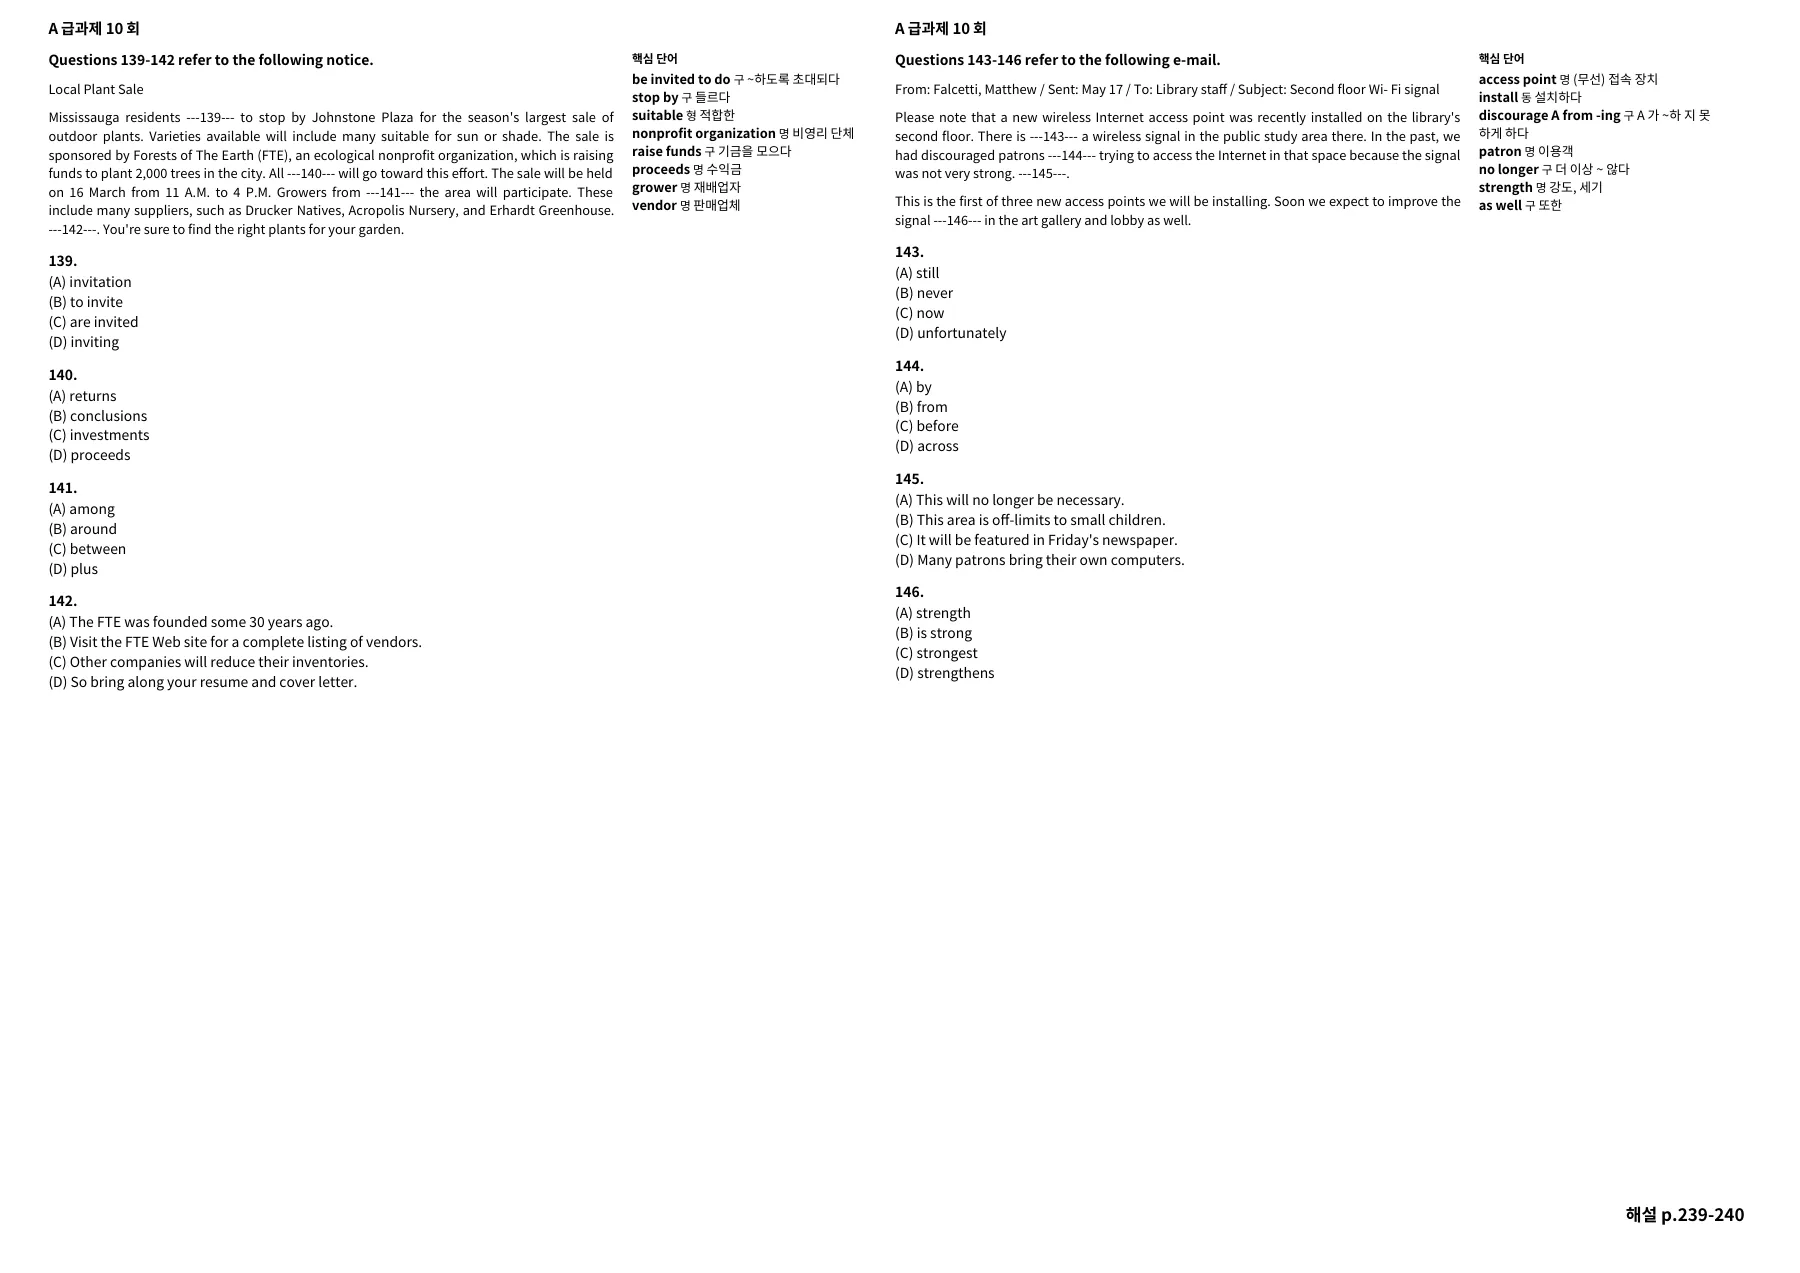 A 급과제 10 회
Questions 139-142 refer to the following notice.
Local Plant Sale
Mississauga residents ---139--- to stop by Johnstone Plaza for the season's largest sale of
outdoor plants. Varieties available will include many suitable for sun or shade. The sale is
sponsored by Forests of The Earth (FTE), an ecological nonprofit organization, which is raising
funds to plant 2,000 trees in the city. All ---140--- will go toward this effort. The sale will be held
on 16 March from 11 A.M. to 4 P.M. Growers from ---141--- the area will participate. These
include many suppliers, such as Drucker Natives, Acropolis Nursery, and Erhardt Greenhouse.
---142---. You're sure to find the right plants for your garden.
139.
(A) invitation
(B) to invite
(C) are invited
(D) inviting
140.
(A) returns
(B) conclusions
(C) investments
(D) proceeds
141.
(A) among
(B) around
(C) between
(D) plus
142.
(A) The FTE was founded some 30 years ago.
(B) Visit the FTE Web site for a complete listing of vendors.
(C) Other companies will reduce their inventories.
(D) So bring along your resume and cover letter.
핵심 단어
be invited to do 구 ~하도록 초대되다
stop by 구 들르다
suitable 형 적합한
nonprofit organization 명 비영리 단체
raise funds 구 기금을 모으다
proceeds 명 수익금
grower 명 재배업자
vendor 명 판매업체
A 급과제 10 회
Questions 143-146 refer to the following e-mail.
From: Falcetti, Matthew / Sent: May 17 / To: Library staff / Subject: Second floor Wi- Fi signal
Please note that a new wireless Internet access point was recently installed on the library's
second floor. There is ---143--- a wireless signal in the public study area there. In the past, we
had discouraged patrons ---144--- trying to access the Internet in that space because the signal
was not very strong. ---145---.
This is the first of three new access points we will be installing. Soon we expect to improve the
signal ---146--- in the art gallery and lobby as well.
143.
(A) still
(B) never
(C) now
(D) unfortunately
144.
(A) by
(B) from
(C) before
(D) across
145.
(A) This will no longer be necessary.
(B) This area is off-limits to small children.
(C) It will be featured in Friday's newspaper.
(D) Many patrons bring their own computers.
146.
(A) strength
(B) is strong
(C) strongest
(D) strengthens
핵심 단어
access point 명 (무선) 접속 장치
install 동 설치하다
discourage A from -ing 구 A 가 ~하 지 못
하게 하다
patron 명 이용객
no longer 구 더 이상 ~ 않다
strength 명 강도, 세기
as well 구 또한
해설 p.239-240